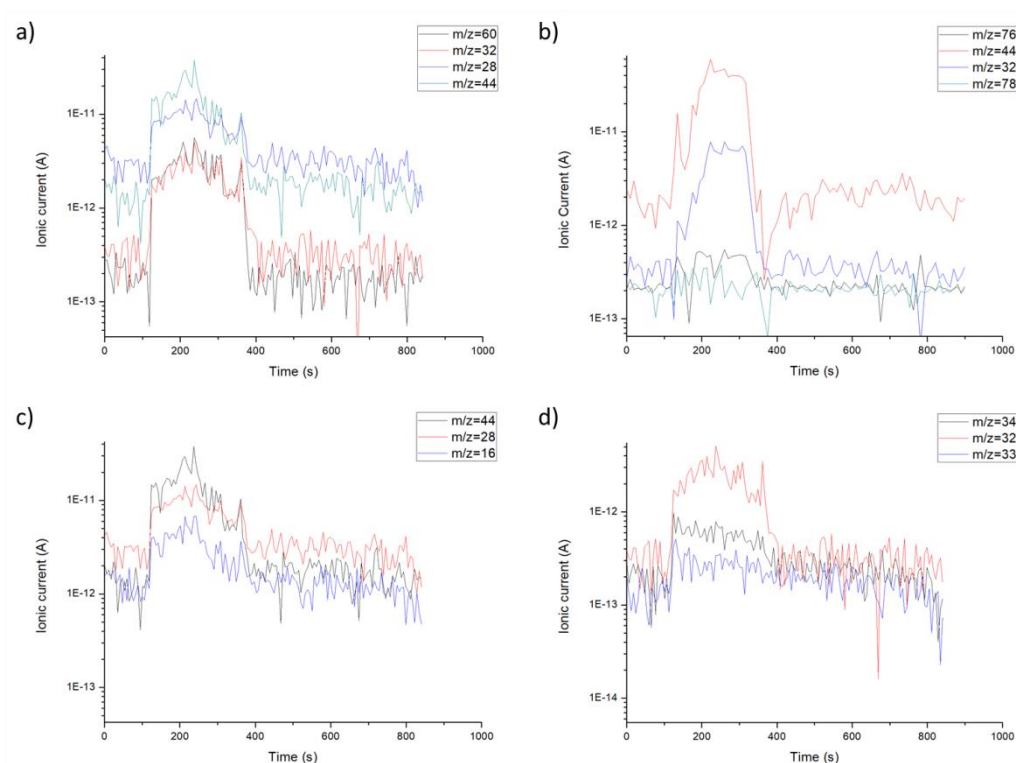 a)
m/z=60
m/z=32
m/z=28
m/z=44
1E-11
1E-12
1E-13
Ionic current (A)
0 200 400 600 800 1000
Time (s)
b)
m/z=76
m/z=44
m/z=32
m/z=78
1E-11
1E-12
1E-13
Ionic Current (A)
0 200 400 600 800 1000
Time (s)
c)
m/z=44
m/z=28
m/z=16
1E-11
1E-12
1E-13
Ionic current (A)
0 200 400 600 800 1000
Time (s)
d)
m/z=34
m/z=32
m/z=33
1E-12
1E-13
1E-14
Ionic current (A)
0 200 400 600 800 1000
Time (s)